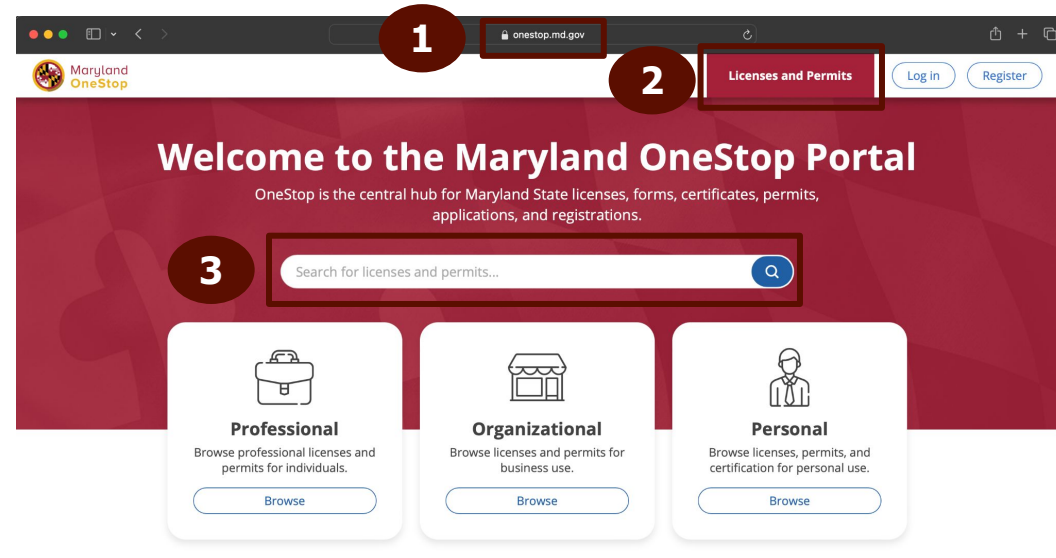 1
onestop.md.gov
Maryland
OneStop
2
Licenses and Permits
Log in
Register
Welcome to the Maryland OneStop Portal
OneStop is the central hub for Maryland State licenses, forms, certificates, permits,
applications, and registrations.
3
Search for licenses and permits...
Professional
Browse professional licenses and
permits for individuals.
Browse
Organizational
Browse licenses and permits for
business use.
Browse
Personal
Browse licenses, permits, and
certification for personal use.
Browse